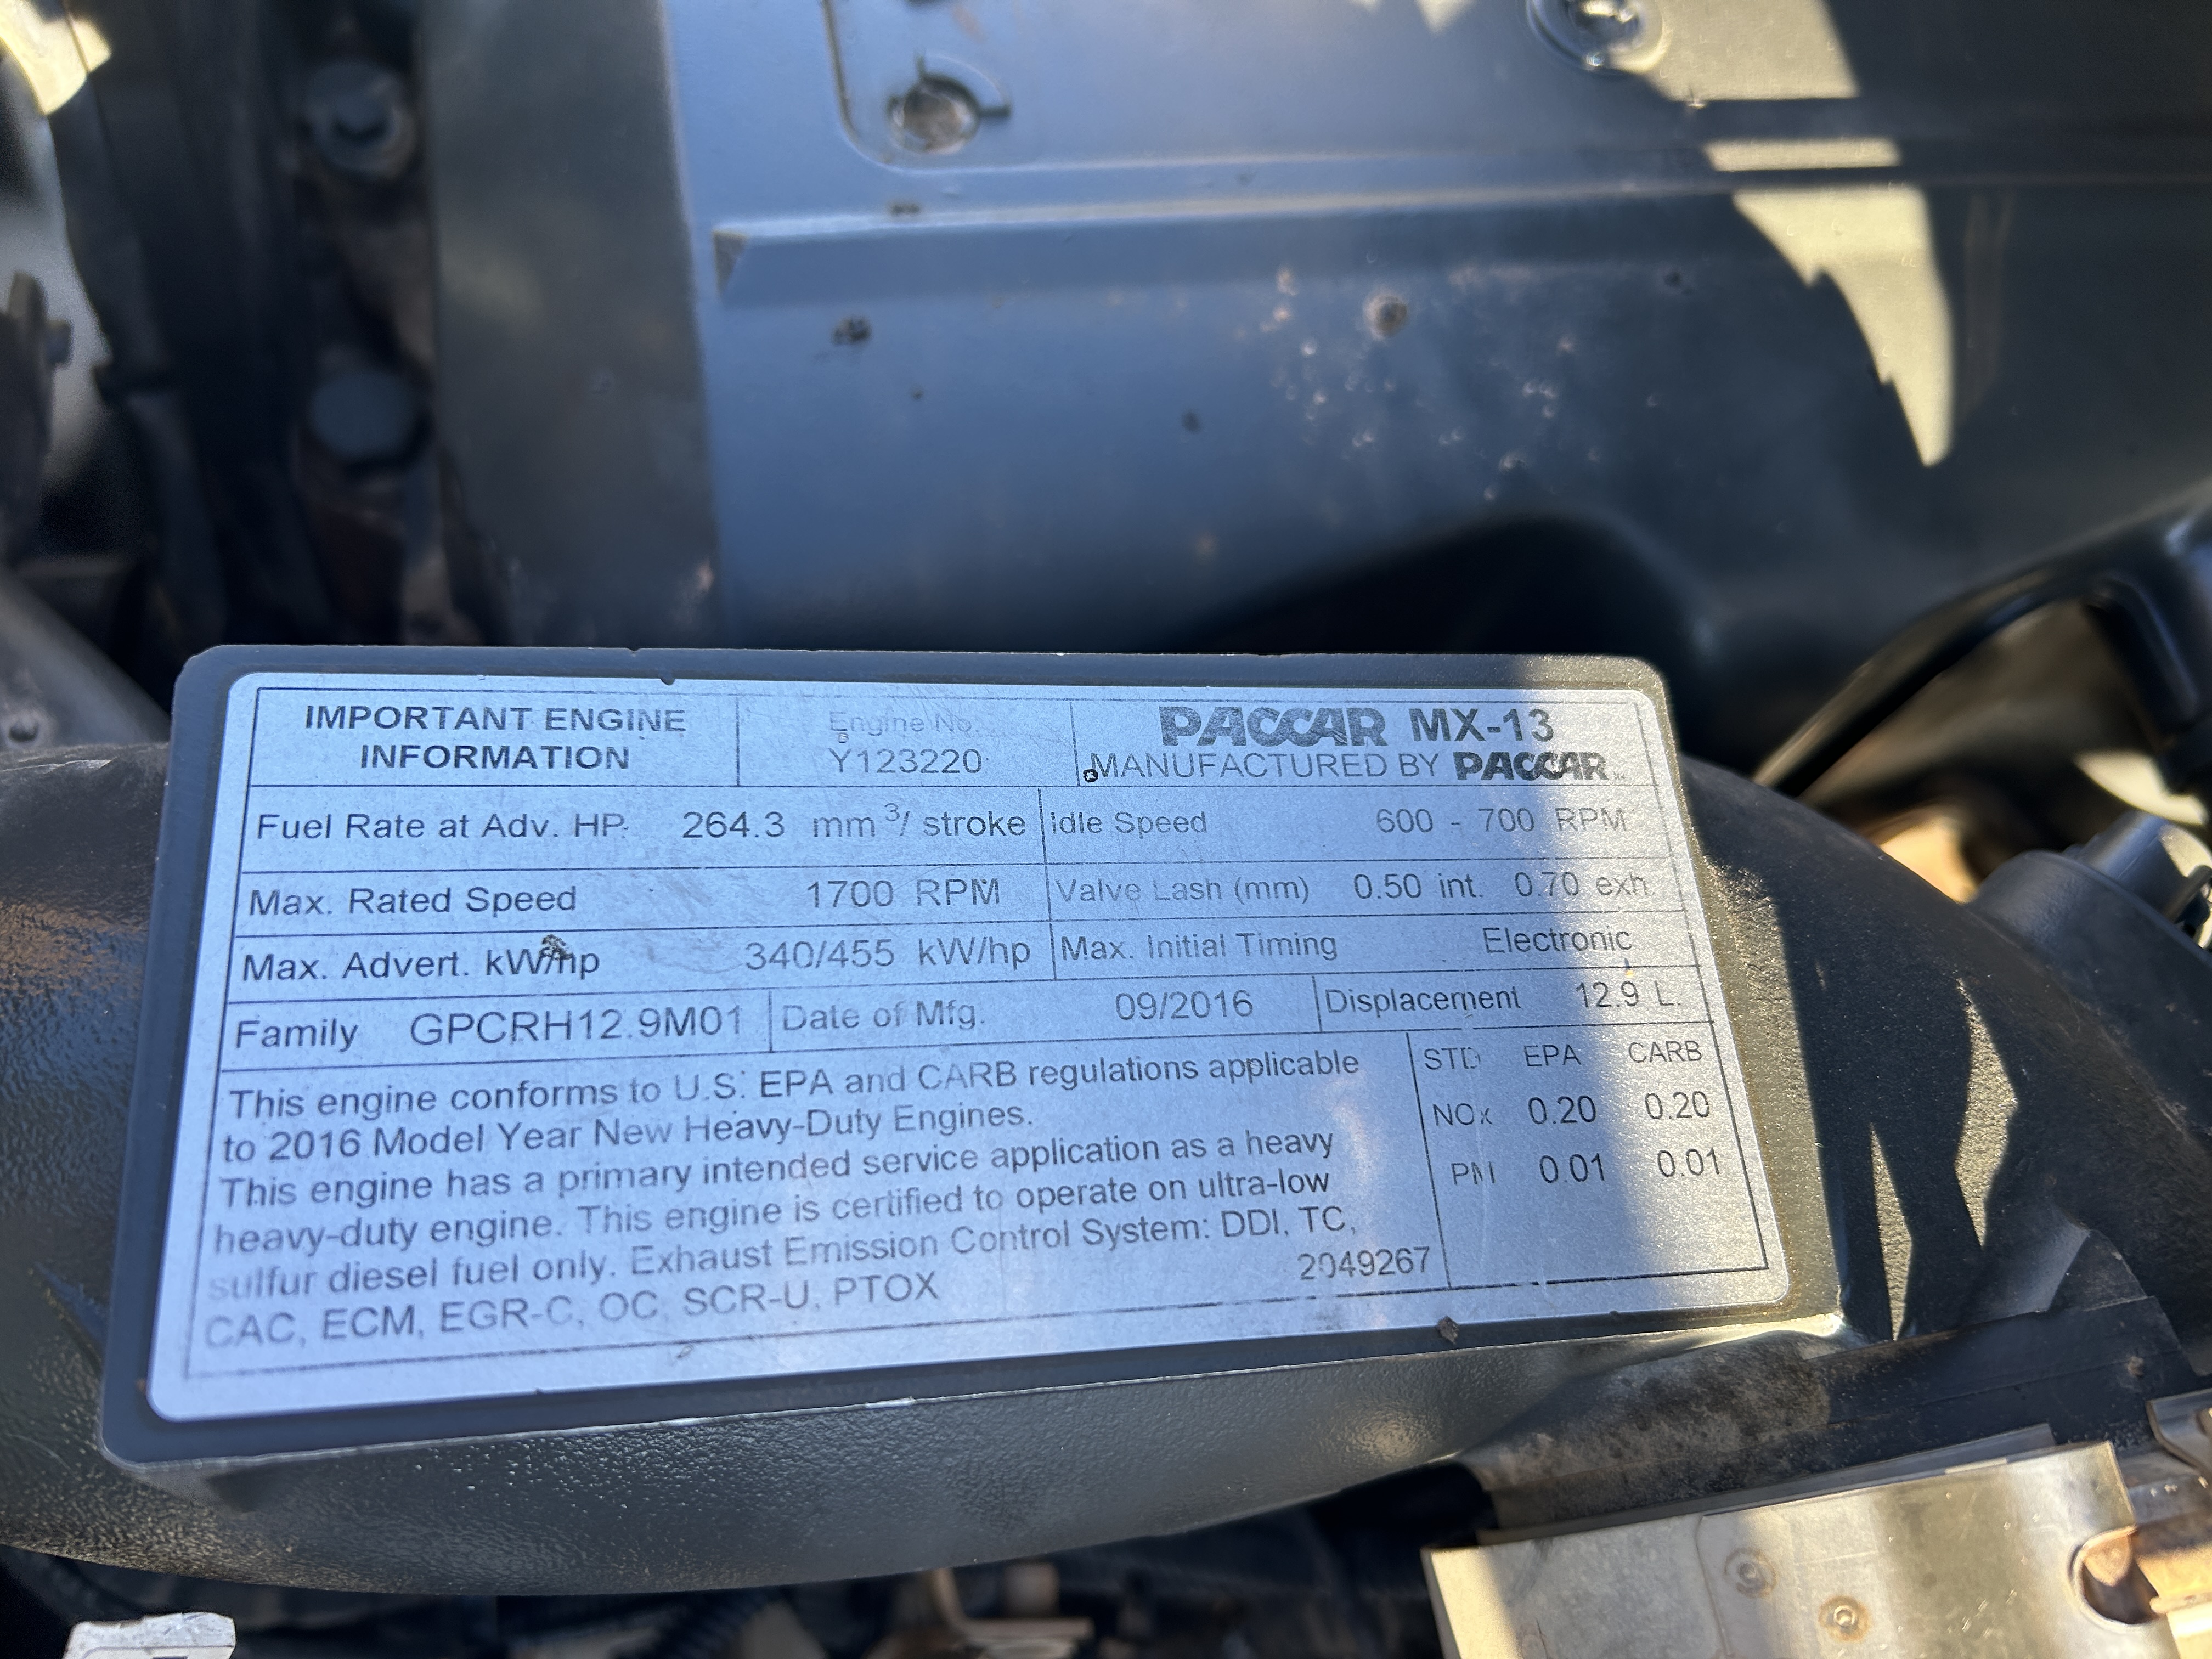 IMPORTANT ENGINE
INFORMATION
Engine No.
Y123220
PACCAR MX-13
MANUFACTURED BY PACCAR
Fuel Rate at Adv. HP. 264.3 mm³/ stroke
Idle Speed 600 - 700 RPM
Max. Rated Speed 1700 RPM
Valve Lash (mm) 0.50 int. 0.70 exh.
Max. Advert. kW/hp 340/455 kW/hp
Max. Initial Timing Electronic
Family GPCRH12.9M01
Date of Mfg. 09/2016
Displacement 12.9 L.
This engine conforms to U.S. EPA and CARB regulations applicable
to 2016 Model Year New Heavy-Duty Engines.
This engine has a primary intended service application as a heavy
heavy-duty engine. This engine is certified to operate on ultra-low
sulfur diesel fuel only. Exhaust Emission Control System: DDI, TC,
CAC, ECM, EGR-C, OC, SCR-U, PTOX
2049267
STD EPA CARB
NOx 0.20 0.20
PM 0.01 0.01